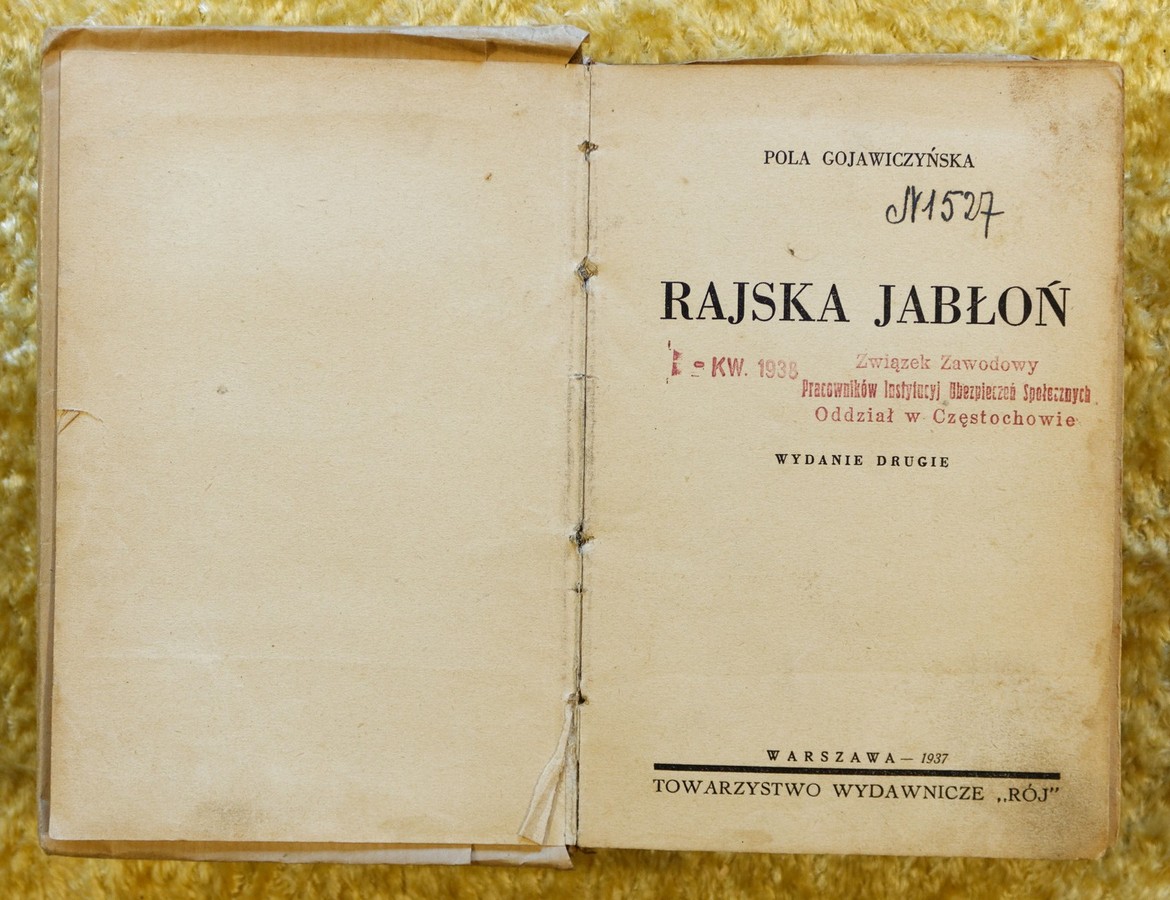 POLA GOJAWICZYŃSKA
N1527
RAJSKA JABŁOŃ
KW. 1938
Związek Zawodowy
Pracowników Instytucyj Ubezpieczeń Społecznych
Oddział w Częstochowie
WYDANIE DRUGIE
WARSZAWA — 1937
TOWARZYSTWO WYDAWNICZE „RÓJ”